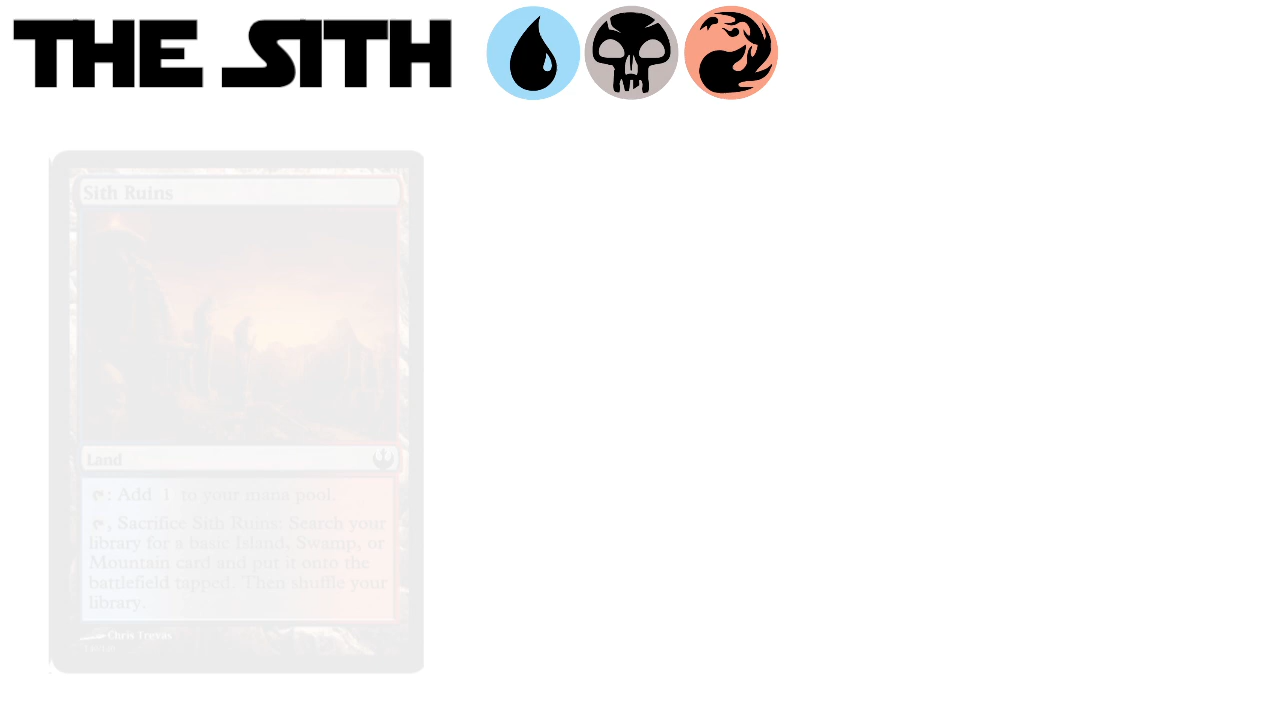 THE SITH
Sith Ruins
Land
: Add 1 to your mana pool.
, Sacrifice Sith Ruins: Search your
library for a basic Island, Swamp, or
Mountain card and put it onto the
battlefield tapped. Then shuffle your
library.
Chris Trevas